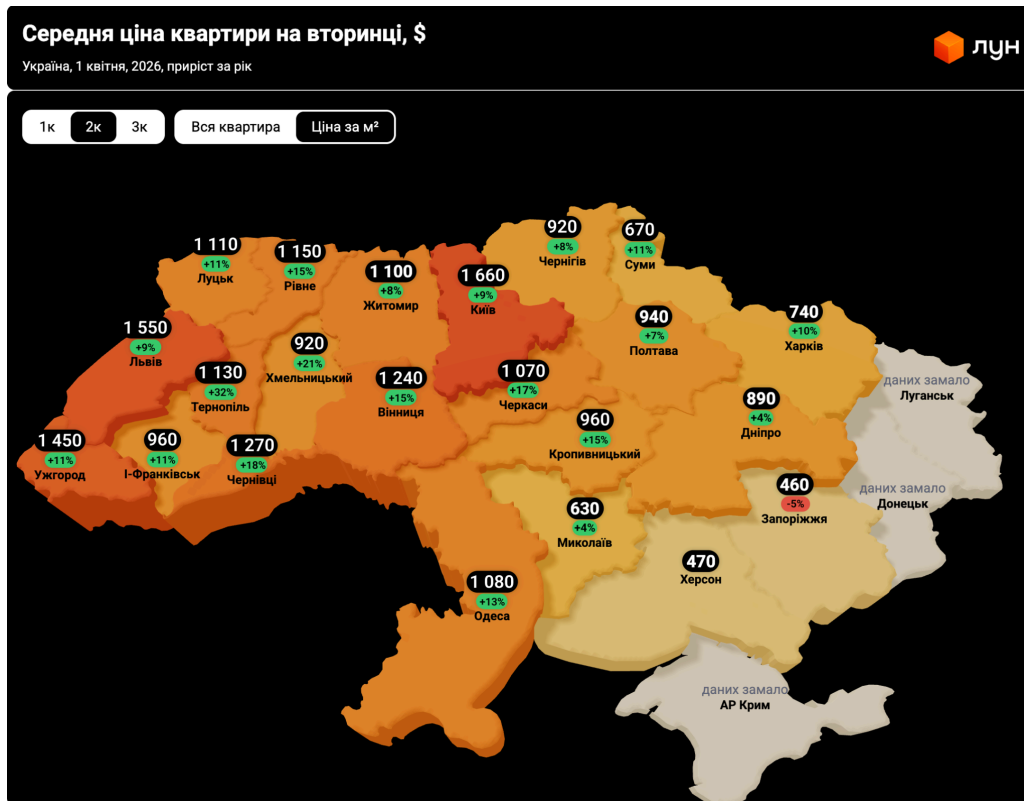 Середня ціна квартири на вторинці, $
Україна, 1 квітня, 2026, приріст за рік
лун
1к 2к 3к Вся квартира Ціна за м²
920
+8%
Чернігів
670
+11%
Суми
1 110
+11%
Луцьк
1 150
+15%
Рівне
1 100
+8%
Житомир
1 660
+9%
Київ
1 550
+9%
Львів
1 130
+32%
Тернопіль
920
+21%
Хмельницький
1 240
+15%
Вінниця
1 070
+17%
Черкаси
940
+7%
Полтава
740
+10%
Харків
даних замало
Луганськ
1 450
+11%
Ужгород
960
+11%
І-Франківськ
1 270
+18%
Чернівці
960
+15%
Кропивницький
890
+4%
Дніпро
460
-5%
Запоріжжя
даних замало
Донецьк
630
+4%
Миколаїв
470
Херсон
1 080
+13%
Одеса
даних замало
АР Крим